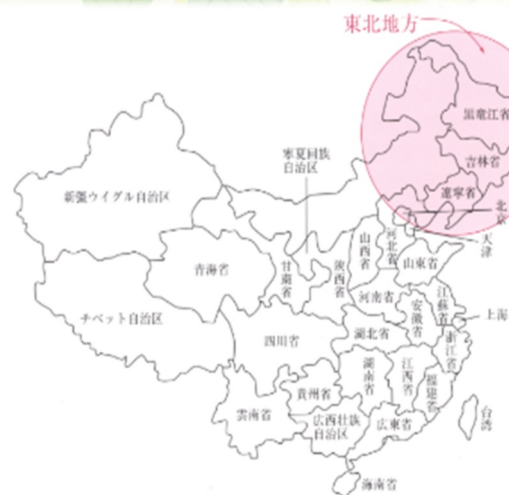 東北地方
黒竜江省
吉林省
遼寧省
北京
天津
寧夏回族
自治区
新疆ウイグル自治区
青海省
甘粛省
陝西省
山西省
河北省
山東省
チベット自治区
四川省
河南省
安徽省
江蘇省
上海
湖北省
浙江省
湖南省
江西省
福建省
貴州省
雲南省
広西壮族
自治区
広東省
台湾
海南省